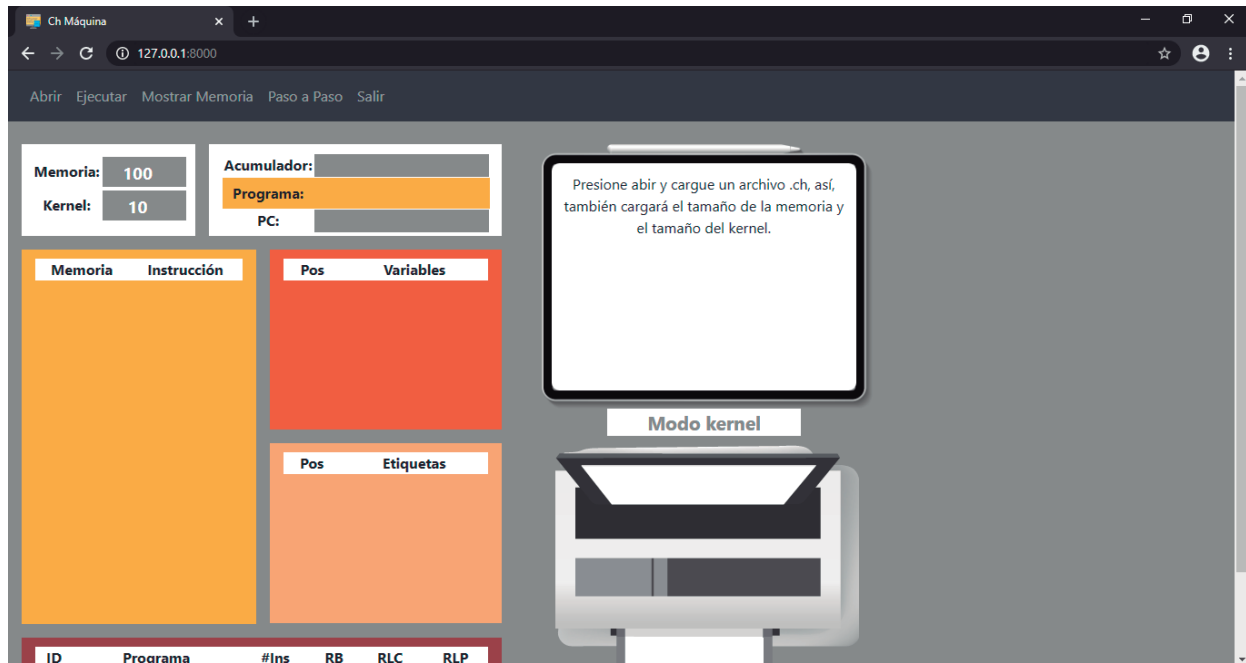 Ch Máquina
127.0.0.1:8000
Abrir Ejecutar Mostrar Memoria Paso a Paso Salir
Memoria: 100
Kernel: 10
Acumulador:
Programa:
PC:
Memoria Instrucción
Pos Variables
Pos Etiquetas
ID Programa #Ins RB RLC RLP
Presione abir y cargue un archivo .ch, así,
también cargará el tamaño de la memoria y
el tamaño del kernel.
Modo kernel